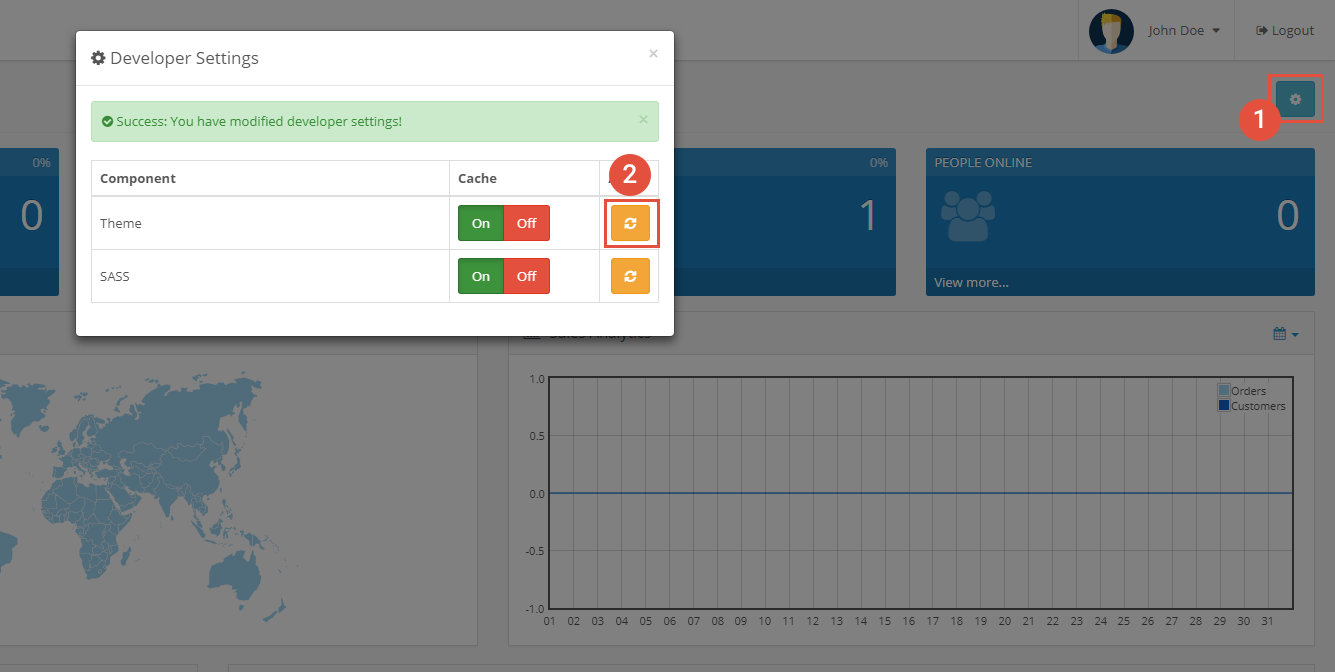 John Doe
Logout
Developer Settings
×
1
Success: You have modified developer settings!
×
0%
0%
PEOPLE ONLINE
2
Component
Cache
0
1
0
Theme
On
Off
SASS
On
Off
View more...
Sales Analytics
1.0
0.5
0.0
-0.5
-1.0
Orders
Customers
01 02 03 04 05 06 07 08 09 10 11 12 13 14 15 16 17 18 19 20 21 22 23 24 25 26 27 28 29 30 31